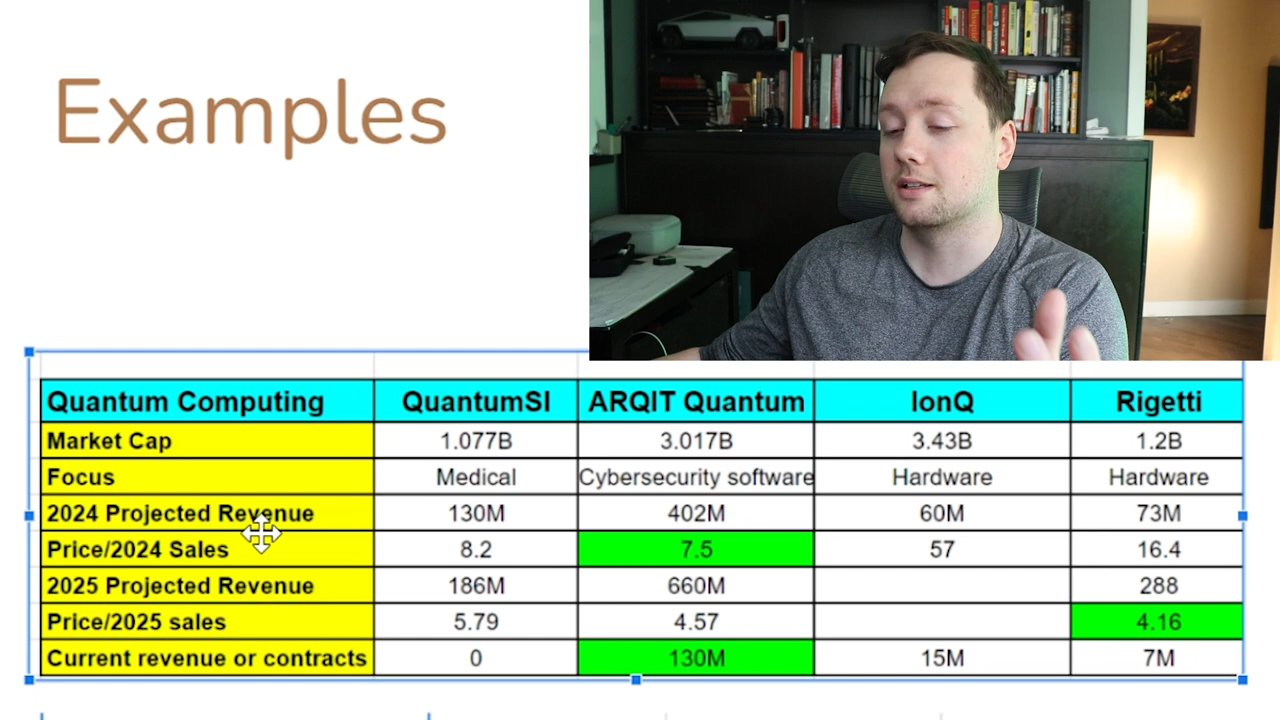 Examples
Quantum Computing QuantumSI ARQIT Quantum IonQ Rigetti
Market Cap 1.077B 3.017B 3.43B 1.2B
Focus Medical Cybersecurity software Hardware Hardware
2024 Projected Revenue 130M 402M 60M 73M
Price/2024 Sales 8.2 7.5 57 16.4
2025 Projected Revenue 186M 660M 288
Price/2025 sales 5.79 4.57 4.16
Current revenue or contracts 0 130M 15M 7M